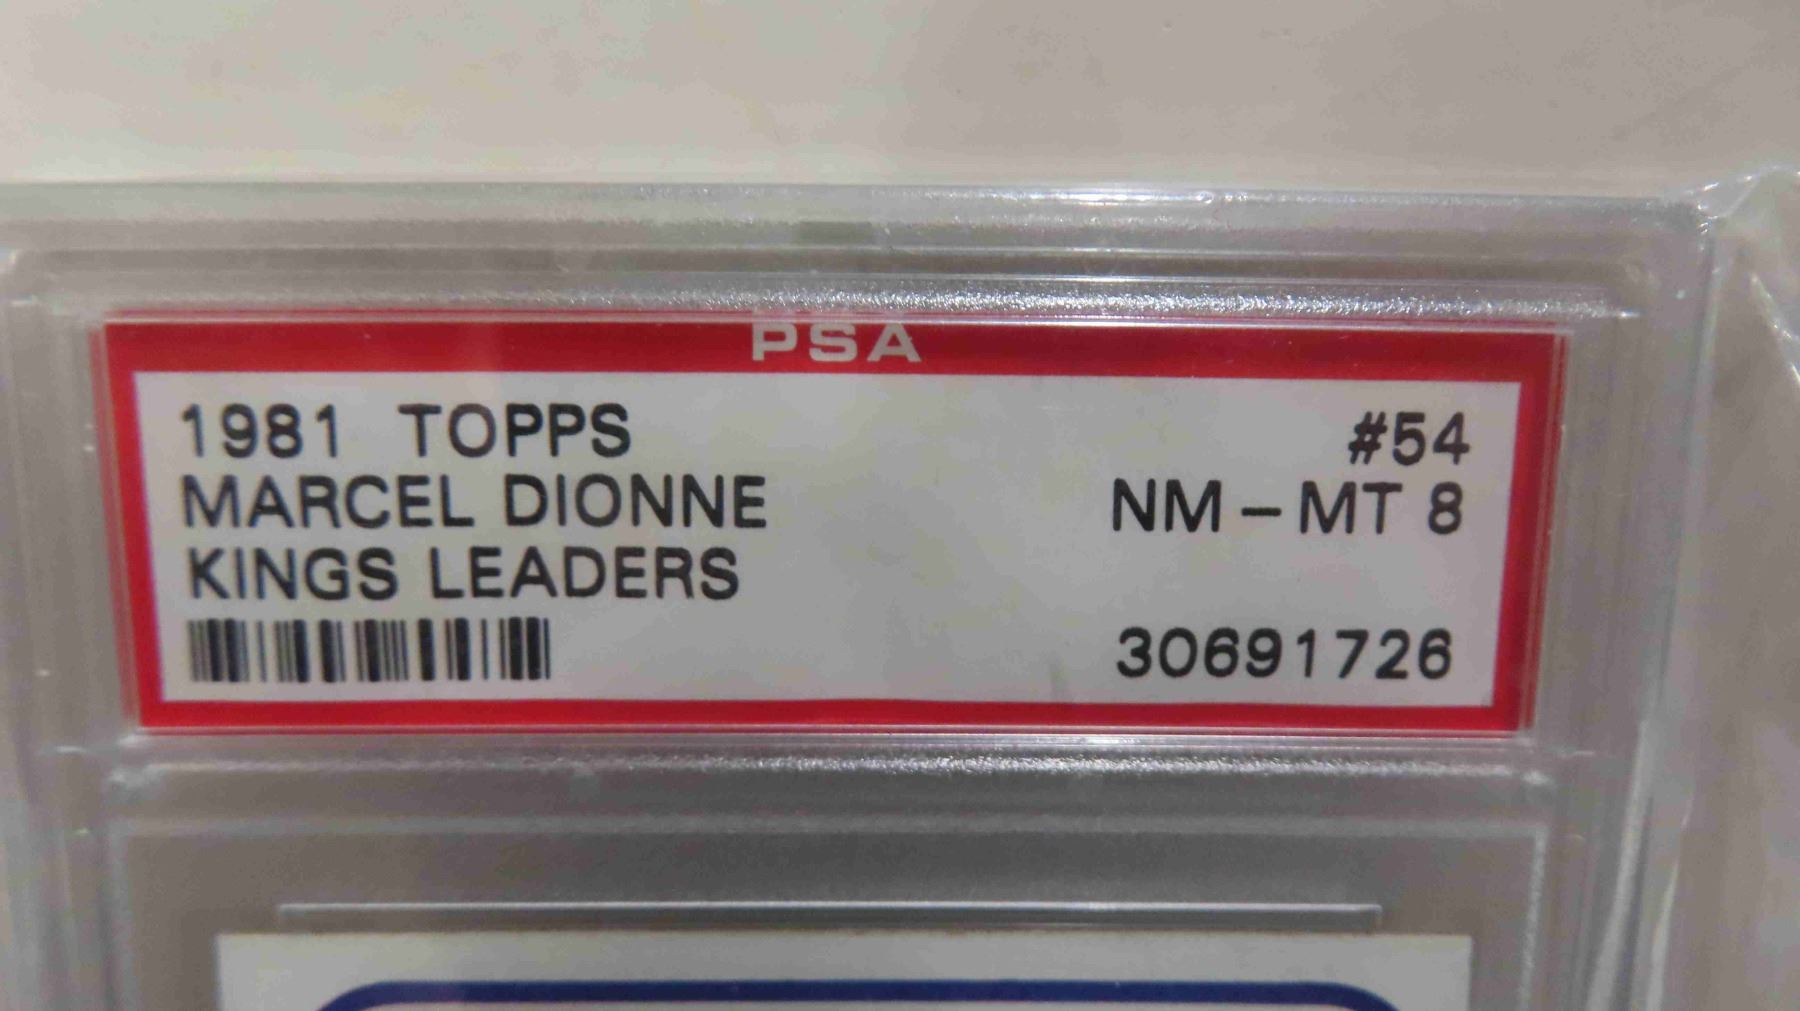 PSA
1981 TOPPS #54
MARCEL DIONNE NM-MT 8
KINGS LEADERS
30691726